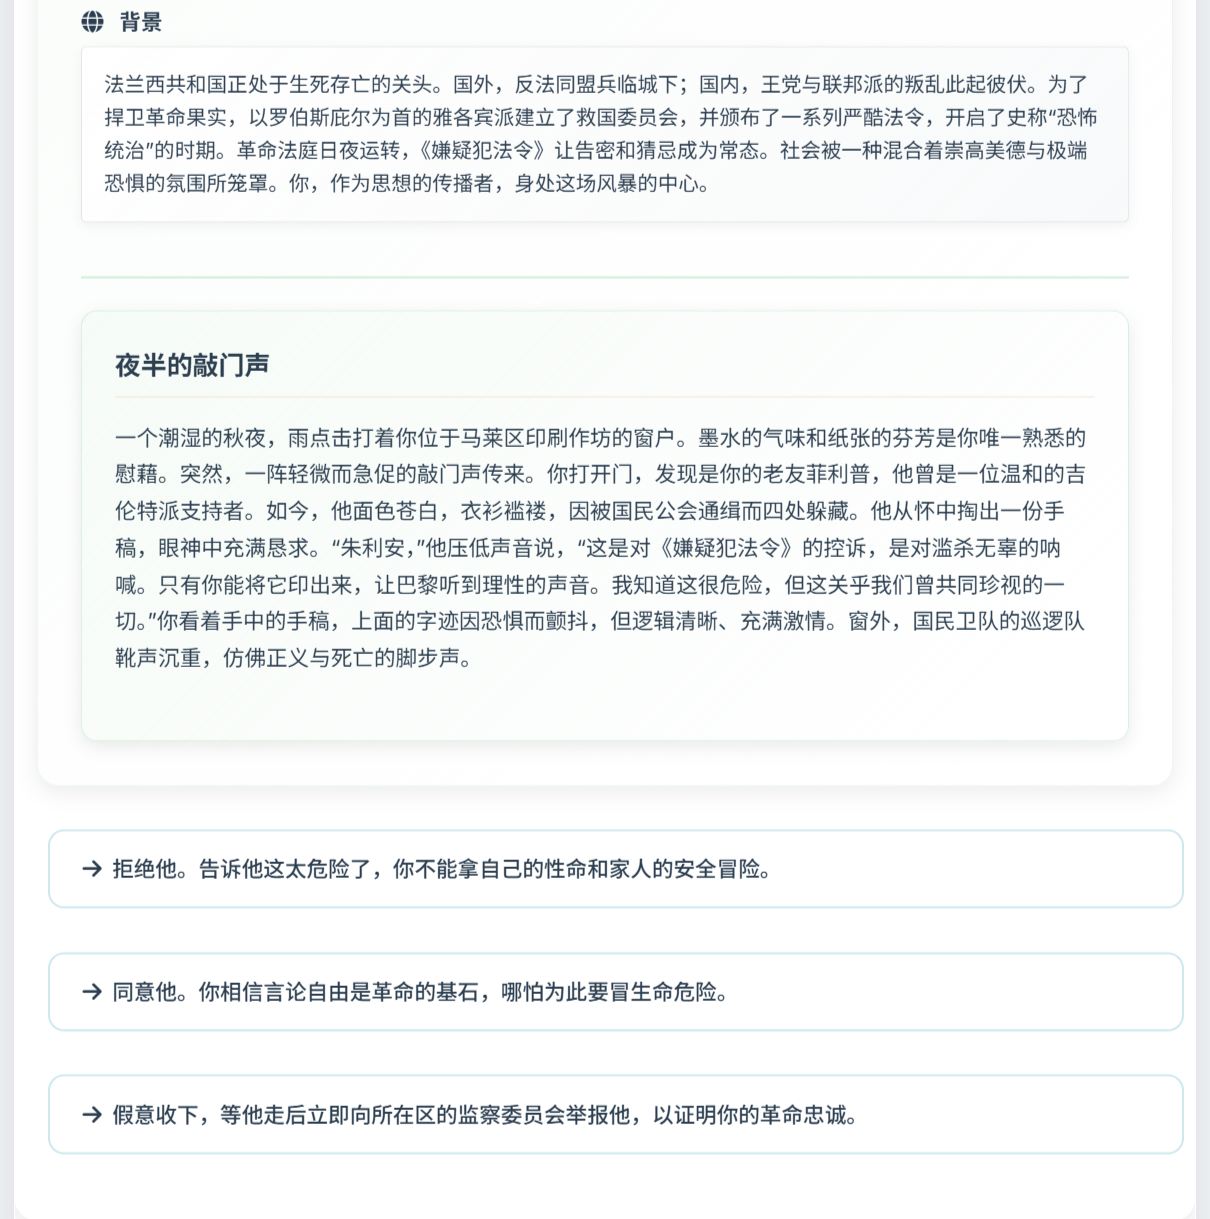 背景
法兰西共和国正处于生死存亡的关头。国外，反法同盟兵临城下；国内，王党与联邦派的叛乱此起彼伏。为了
捍卫革命果实，以罗伯斯庇尔为首的雅各宾派建立了救国委员会，并颁布了一系列严酷法令，开启了史称“恐怖
统治”的时期。革命法庭日夜运转，《嫌疑犯法令》让告密和猜忌成为常态。社会被一种混合着崇高美德与极端
恐惧的氛围所笼罩。你，作为思想的传播者，身处这场风暴的中心。
夜半的敲门声
一个潮湿的秋夜，雨点击打着你位于马莱区印刷作坊的窗户。墨水的气味和纸张的芬芳是你唯一熟悉的
慰藉。突然，一阵轻微而急促的敲门声传来。你打开门，发现是你的老友菲利普，他曾是一位温和的吉
伦特派支持者。如今，他面色苍白，衣衫褴褛，因被国民公会通缉而四处躲藏。他从怀中掏出一份手
稿，眼神中充满恳求。“朱利安，”他压低声音说，“这是对《嫌疑犯法令》的控诉，是对滥杀无辜的呐
喊。只有你能将它印出来，让巴黎听到理性的声音。我知道这很危险，但这关乎我们曾共同珍视的一
切。”你看着手中的手稿，上面的字迹因恐惧而颤抖，但逻辑清晰、充满激情。窗外，国民卫队的巡逻队
靴声沉重，仿佛正义与死亡的脚步声。
→ 拒绝他。告诉他这太危险了，你不能拿自己的性命和家人的安全冒险。
→ 同意他。你相信言论自由是革命的基石，哪怕为此要冒生命危险。
→ 假意收下，等他走后立即向所在区的监察委员会举报他，以证明你的革命忠诚。